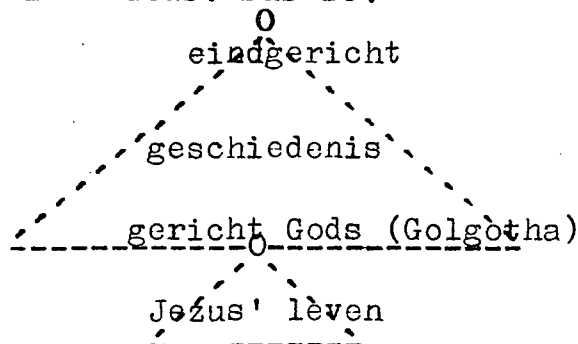 O
eindgericht
geschiedenis
gericht Gods (Golgotha)
O
Jezus' leven